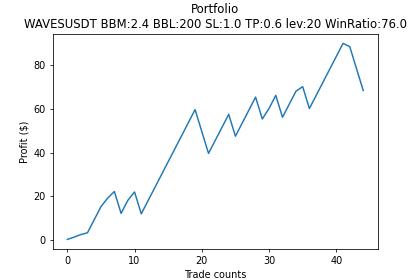 Portfolio
WAVESUSDT BBM:2.4 BBL:200 SL:1.0 TP:0.6 lev:20 WinRatio:76.0
Profit ($)
80
60
40
20
0
0 10 20 30 40
Trade counts